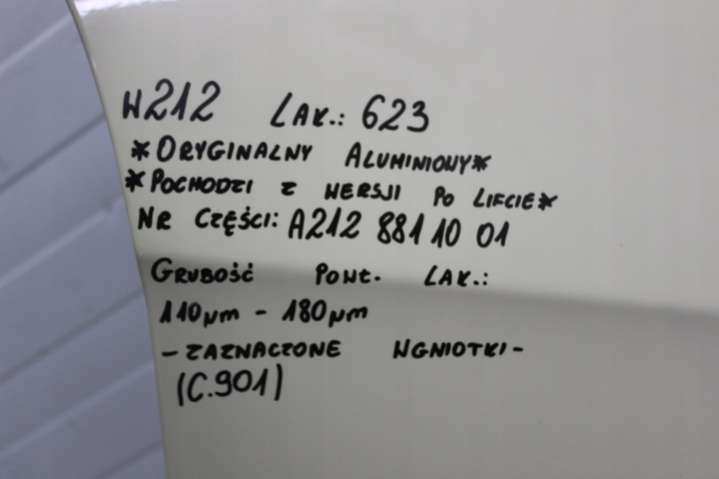 W212 LAK.: 623
*ORYGINALNY ALUMINIOWY*
*POCHODZI Z WERSJI PO LIFCIE*
NR CZĘŚCI: A212 881 10 01
GRUBOŚĆ POWŁ. LAK.:
110µm - 180µm
- ZAZNACZONE WGNIOTKI -
(C.901)